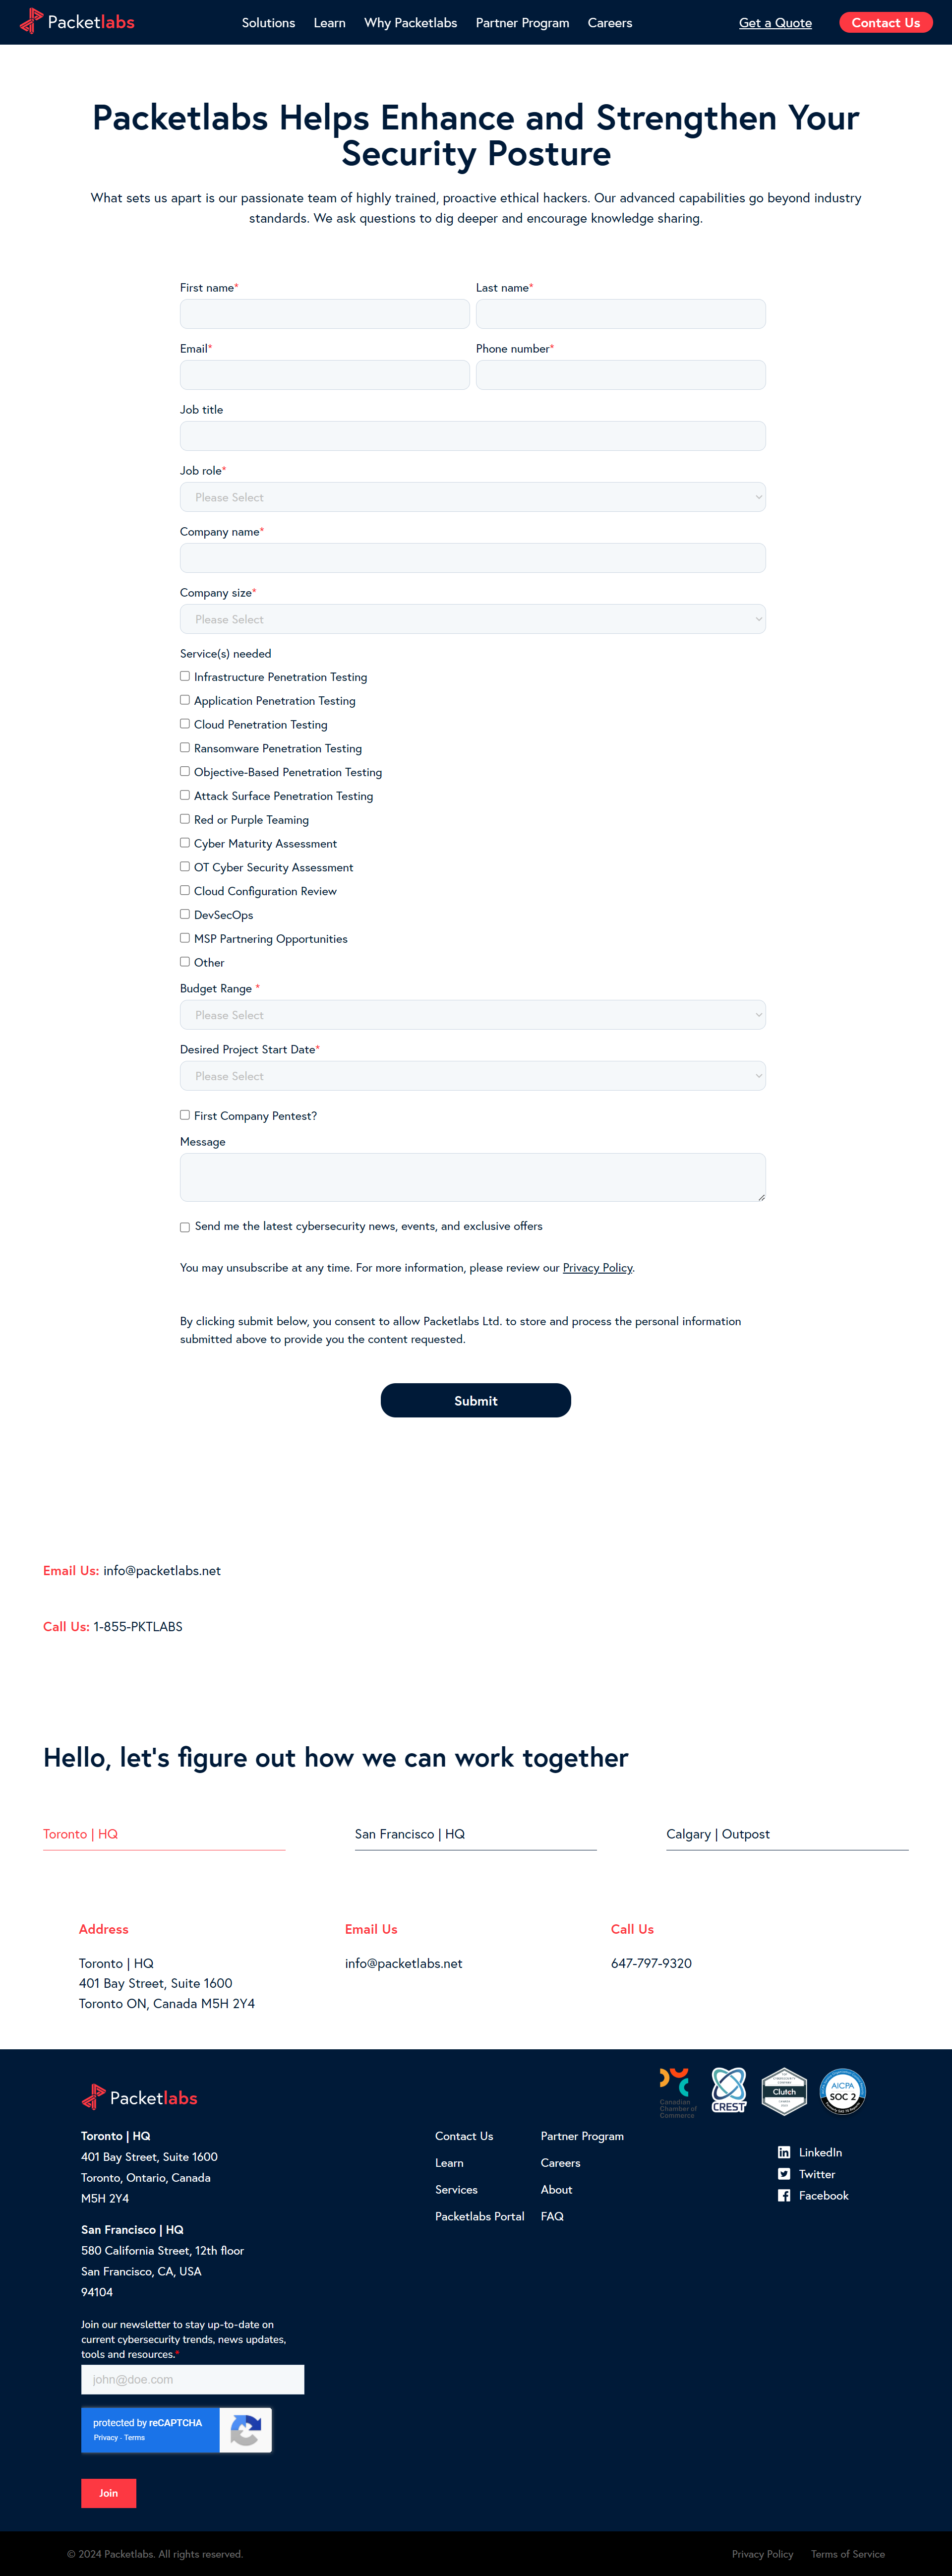 Packetlabs
Solutions
Learn
Why Packetlabs
Partner Program
Careers
Get a Quote
Contact Us
Packetlabs Helps Enhance and Strengthen Your
Security Posture
What sets us apart is our passionate team of highly trained, proactive ethical hackers. Our advanced capabilities go beyond industry
standards. We ask questions to dig deeper and encourage knowledge sharing.
First name*
Last name*
Email*
Phone number*
Job title
Job role*
Please Select
Company name*
Company size*
Please Select
Service(s) needed
Infrastructure Penetration Testing
Application Penetration Testing
Cloud Penetration Testing
Ransomware Penetration Testing
Objective-Based Penetration Testing
Attack Surface Penetration Testing
Red or Purple Teaming
Cyber Maturity Assessment
OT Cyber Security Assessment
Cloud Configuration Review
DevSecOps
MSP Partnering Opportunities
Other
Budget Range *
Please Select
Desired Project Start Date*
Please Select
First Company Pentest?
Message
Send me the latest cybersecurity news, events, and exclusive offers
You may unsubscribe at any time. For more information, please review our Privacy Policy.
By clicking submit below, you consent to allow Packetlabs Ltd. to store and process the personal information
submitted above to provide you the content requested.
Submit
Email Us: info@packetlabs.net
Call Us: 1-855-PKTLABS
Hello, let's figure out how we can work together
Toronto | HQ
San Francisco | HQ
Calgary | Outpost
Address
Toronto | HQ
401 Bay Street, Suite 1600
Toronto ON, Canada M5H 2Y4
Email Us
info@packetlabs.net
Call Us
647-797-9320
Packetlabs
Canadian
Chamber of
Commerce
CREST
Clutch
AICPA
SOC 2
Toronto | HQ
401 Bay Street, Suite 1600
Toronto, Ontario, Canada
M5H 2Y4
San Francisco | HQ
580 California Street, 12th floor
San Francisco, CA, USA
94104
Contact Us
Learn
Services
Packetlabs Portal
Partner Program
Careers
About
FAQ
LinkedIn
Twitter
Facebook
Join our newsletter to stay up-to-date on
current cybersecurity trends, news updates,
tools and resources.*
john@doe.com
protected by reCAPTCHA
Privacy - Terms
Join
© 2024 Packetlabs. All rights reserved.
Privacy Policy
Terms of Service